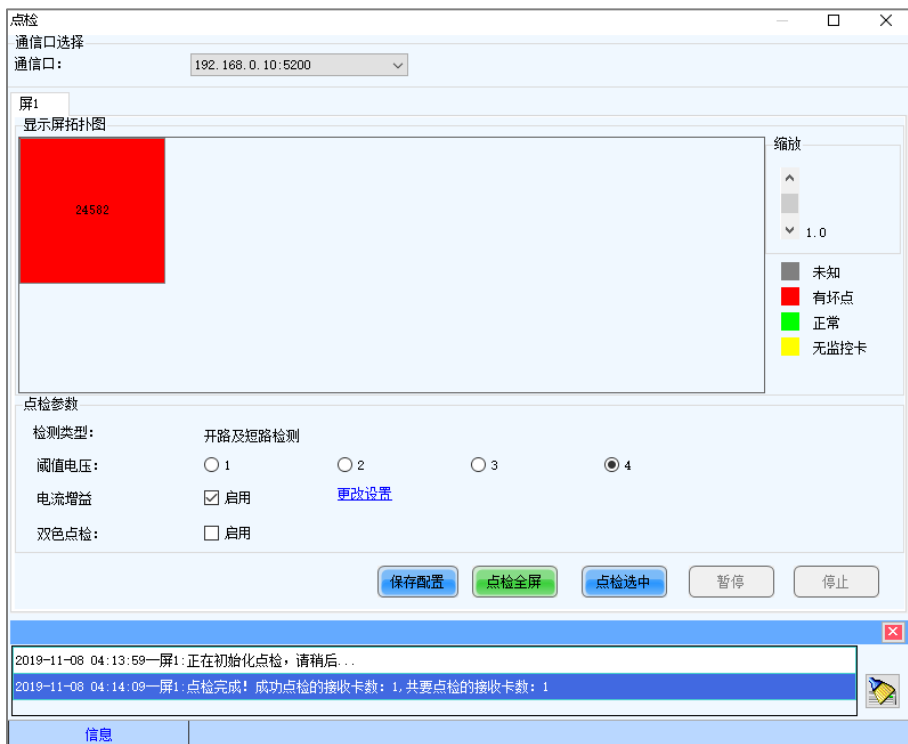 点检
通信口选择
通信口: 192.168.0.10:5200
屏1
显示屏拓扑图
24582
缩放
1.0
未知
有坏点
正常
无监控卡
点检参数
检测类型: 开路及短路检测
阈值电压: 1 2 3 4
电流增益 启用 更改设置
双色点检: 启用
保存配置 点检全屏 点检选中 暂停 停止
2019-11-08 04:13:59—屏1:正在初始化点检，请稍后...
2019-11-08 04:14:09—屏1:点检完成！成功点检的接收卡数：1,共要点检的接收卡数：1
信息